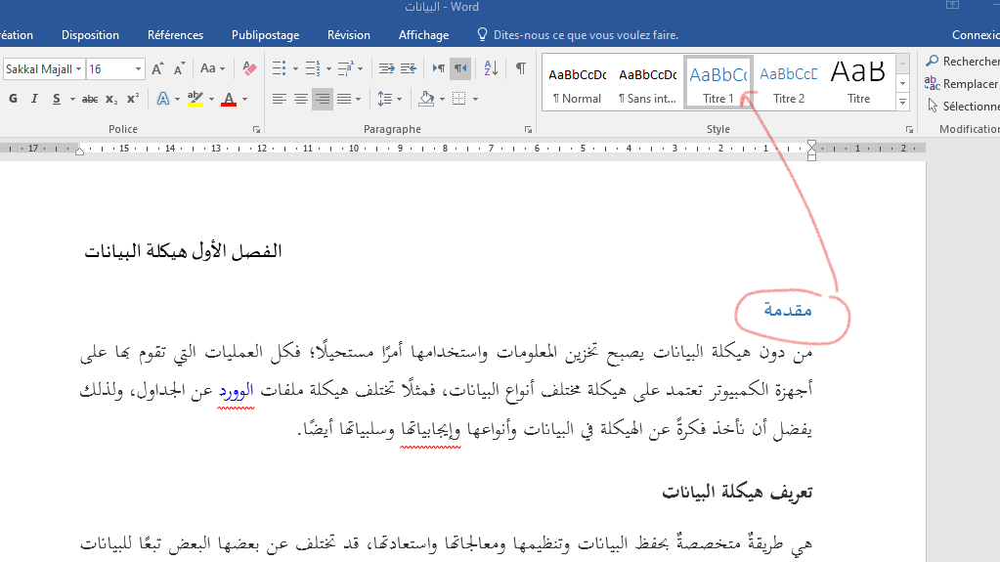 البيانات - Word
éation Disposition Références Publipostage Révision Affichage Dites-nous ce que vous voulez faire. Connexio
Sakkal Majall 16 A A Aa
G I S abc x₂ x² A ab A
AaBbCcDc AaBbCcDc AaBbC AaBbCcD AaB
¶ Normal ¶ Sans int... Titre 1 Titre 2 Titre
Rechercher
Remplacer
Sélectionne
Police Paragraphe Style Modification
17 15 14 13 12 11 10 9 8 7 6 5 4 3 2 1 1 2
الفصل الأول هيكلة البيانات
مقدمة
من دون هيكلة البيانات يصبح تخزين المعلومات واستخدامها أمرًا مستحيلًا؛ فكل العمليات التي تقوم بها على
أجهزة الكمبيوتر تعتمد على هيكلة مختلف أنواع البيانات، فمثلًا تختلف هيكلة ملفات الوورد عن الجداول، ولذلك
يفضل أن نأخذ فكرةً عن الهيكلة في البيانات وأنواعها وإيجابياتها وسلبياتها أيضًا.
تعريف هيكلة البيانات
هي طريقةٌ متخصصةٌ بحفظ البيانات وتنظيمها ومعالجاتها واستعادتها، قد تختلف عن بعضها البعض تبعًا للبيانات